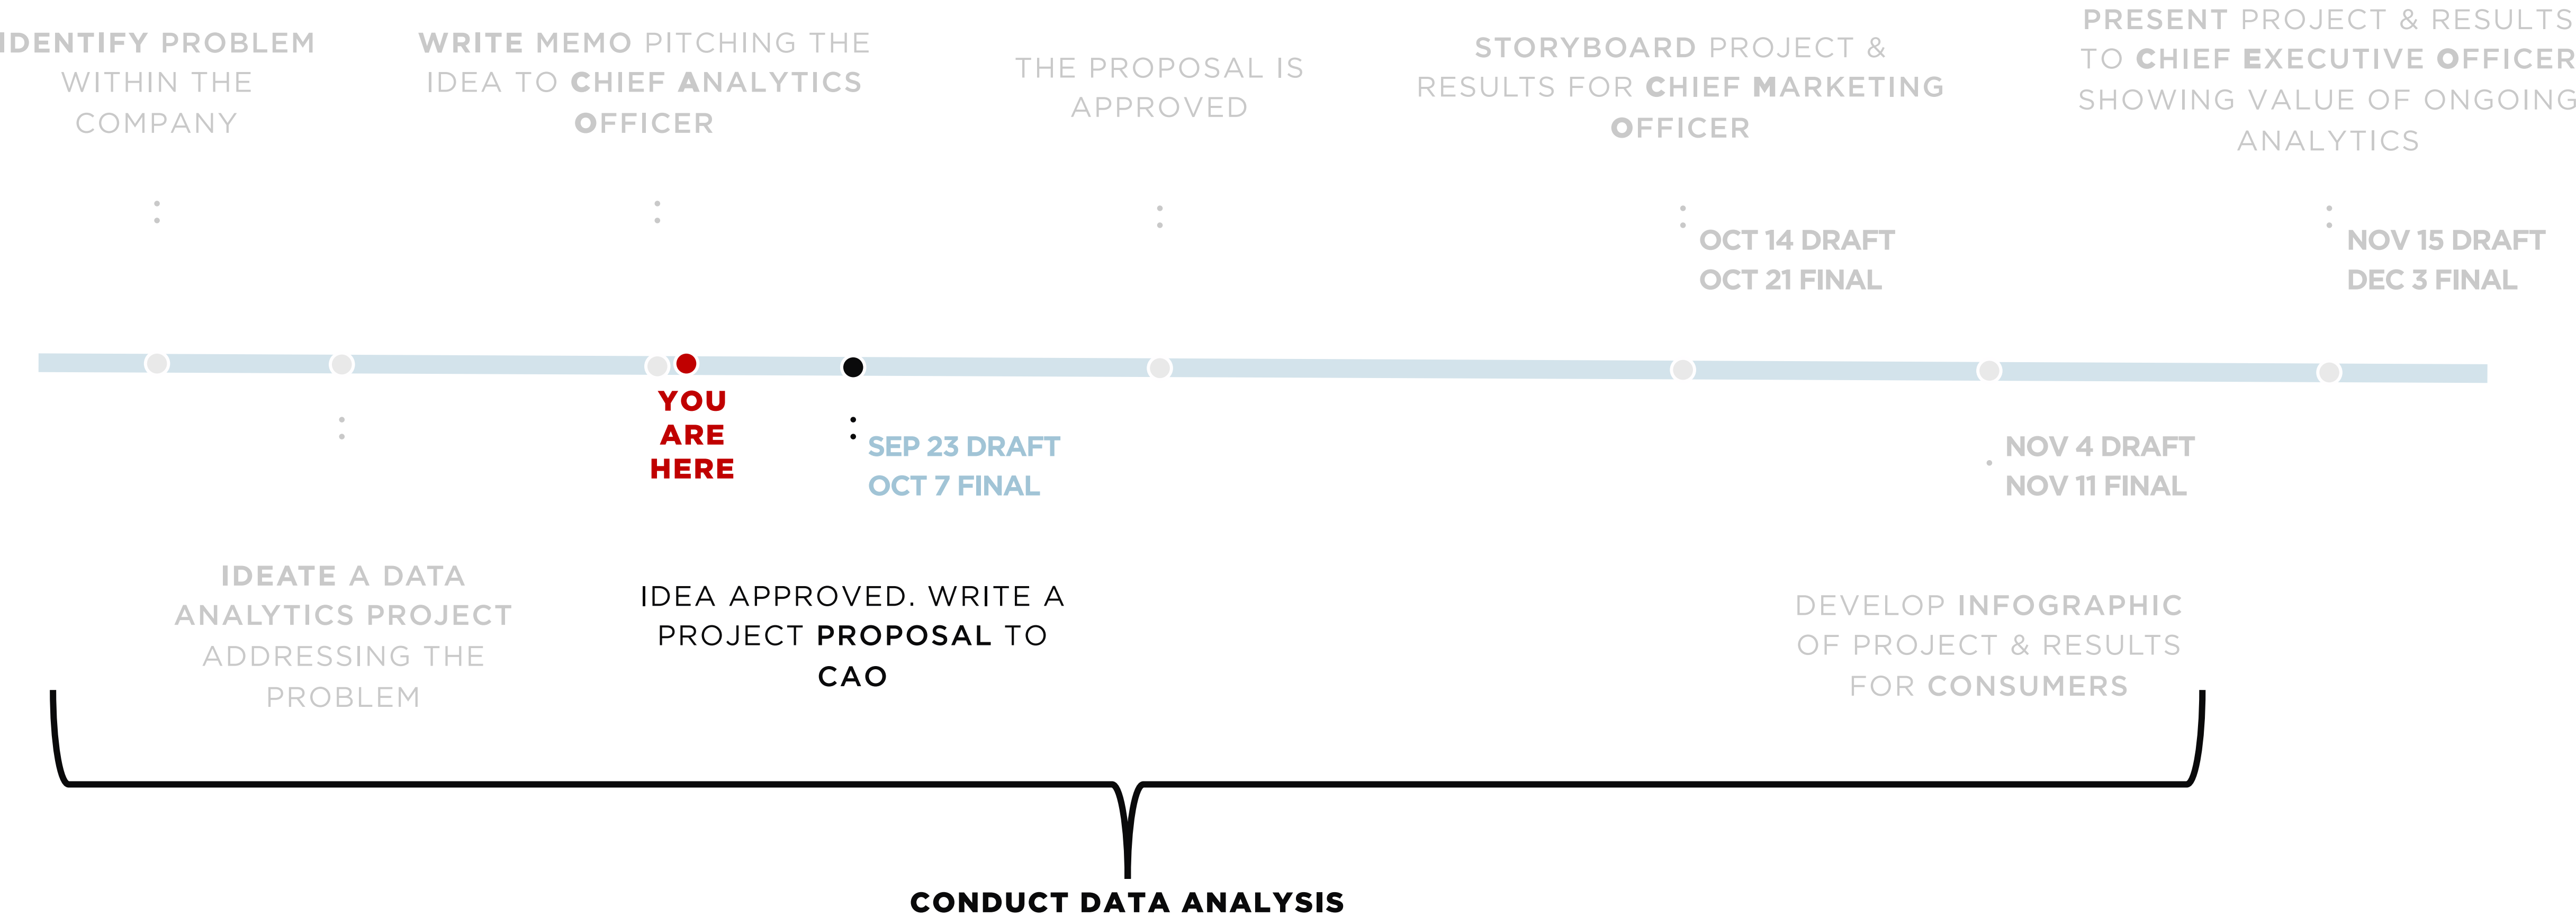 IDENTIFY PROBLEM
WITHIN THE
COMPANY
WRITE MEMO PITCHING THE
IDEA TO CHIEF ANALYTICS
OFFICER
THE PROPOSAL IS
APPROVED
STORYBOARD PROJECT &
RESULTS FOR CHIEF MARKETING
OFFICER
PRESENT PROJECT & RESULTS
TO CHIEF EXECUTIVE OFFICER
SHOWING VALUE OF ONGOING
ANALYTICS
OCT 14 DRAFT
OCT 21 FINAL
NOV 15 DRAFT
DEC 3 FINAL
YOU
ARE
HERE
SEP 23 DRAFT
OCT 7 FINAL
NOV 4 DRAFT
NOV 11 FINAL
IDEATE A DATA
ANALYTICS PROJECT
ADDRESSING THE
PROBLEM
IDEA APPROVED. WRITE A
PROJECT PROPOSAL TO
CAO
DEVELOP INFOGRAPHIC
OF PROJECT & RESULTS
FOR CONSUMERS
CONDUCT DATA ANALYSIS